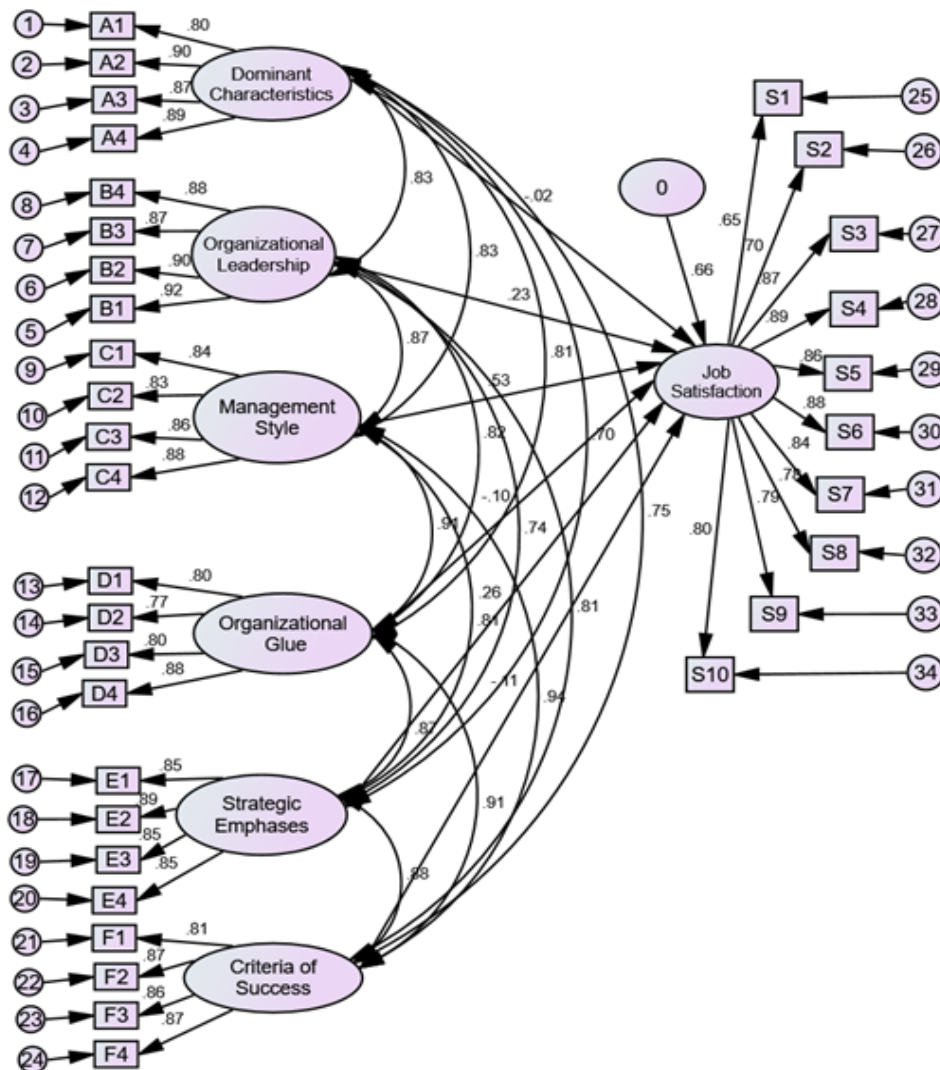 1
A1
.80
2
A2
.90
3
A3
.87
4
A4
.89
Dominant
Characteristics
8
B4
.88
7
B3
.87
6
B2
.90
5
B1
.92
Organizational
Leadership
9
C1
.84
10
C2
.83
11
C3
.86
12
C4
.88
Management
Style
13
D1
.80
14
D2
.77
15
D3
.80
16
D4
.88
Organizational
Glue
17
E1
.85
18
E2
.89
19
E3
.85
20
E4
.85
Strategic
Emphases
21
F1
.81
22
F2
.87
23
F3
.86
24
F4
.87
Criteria of
Success
.83
.83
.87
.81
.82
.70
.91
.74
.75
.81
.81
.87
.94
.91
.88
-.02
.23
.53
-.10
.26
-.11
0
.66
Job
Satisfaction
S1
.65
25
S2
.70
26
S3
.87
27
S4
.89
28
S5
.86
29
S6
.88
30
S7
.84
31
S8
.78
32
S9
.79
33
S10
.80
34